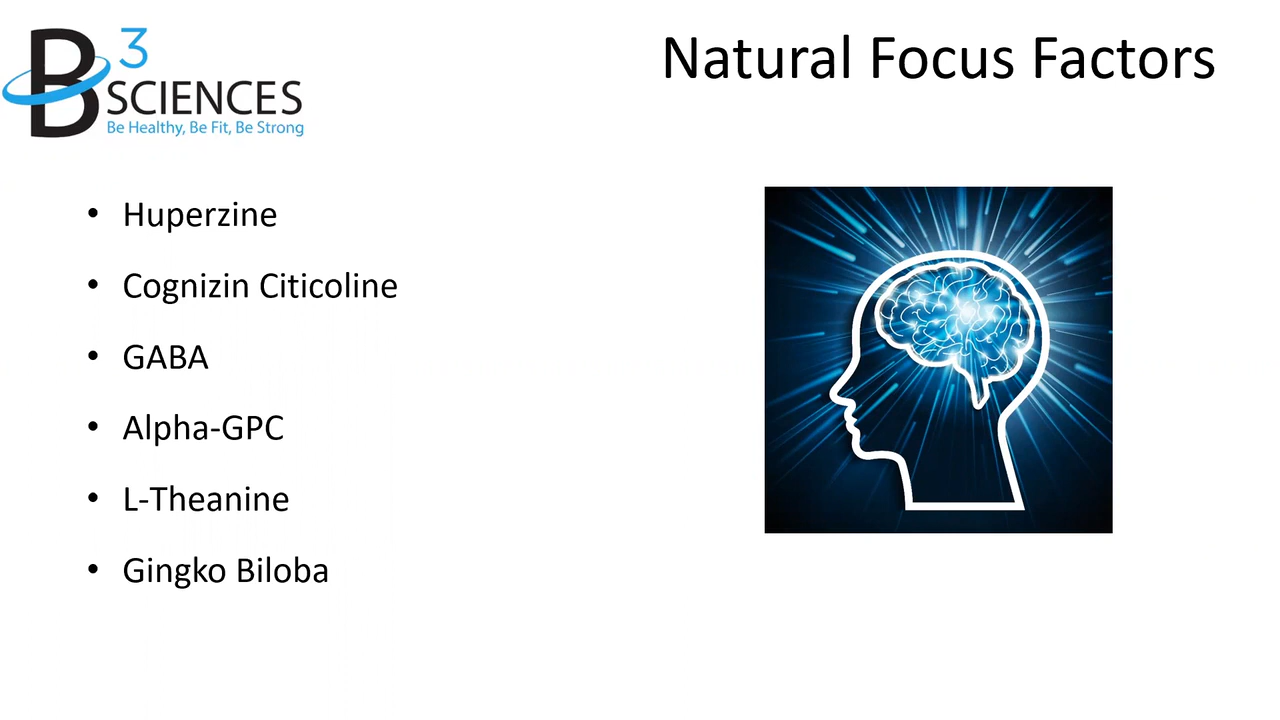 B3
SCIENCES
Be Healthy, Be Fit, Be Strong
Natural Focus Factors
• Huperzine
• Cognizin Citicoline
• GABA
• Alpha-GPC
• L-Theanine
• Gingko Biloba